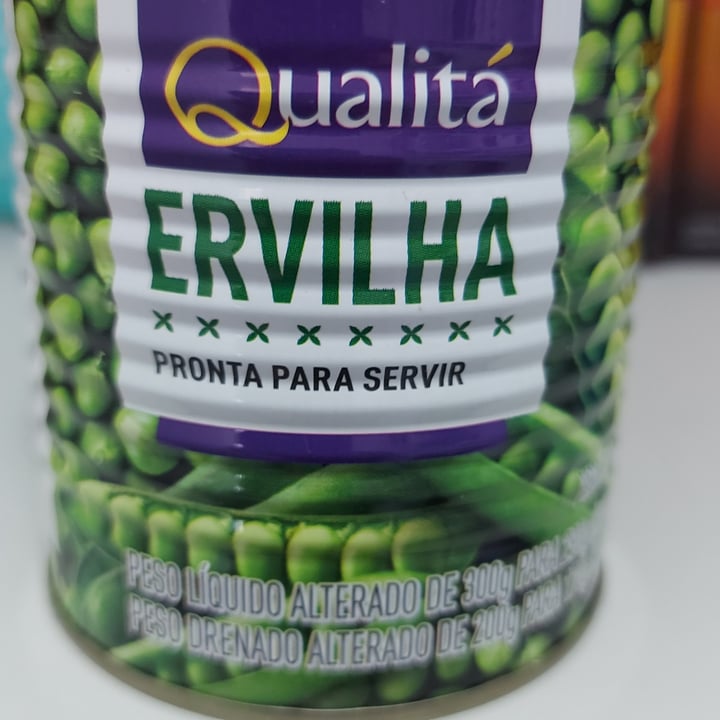 Qualitá
ERVILHA
PRONTA PARA SERVIR
PESO LÍQUIDO ALTERADO DE 300g PARA
PESO DRENADO ALTERADO DE 200g PARA